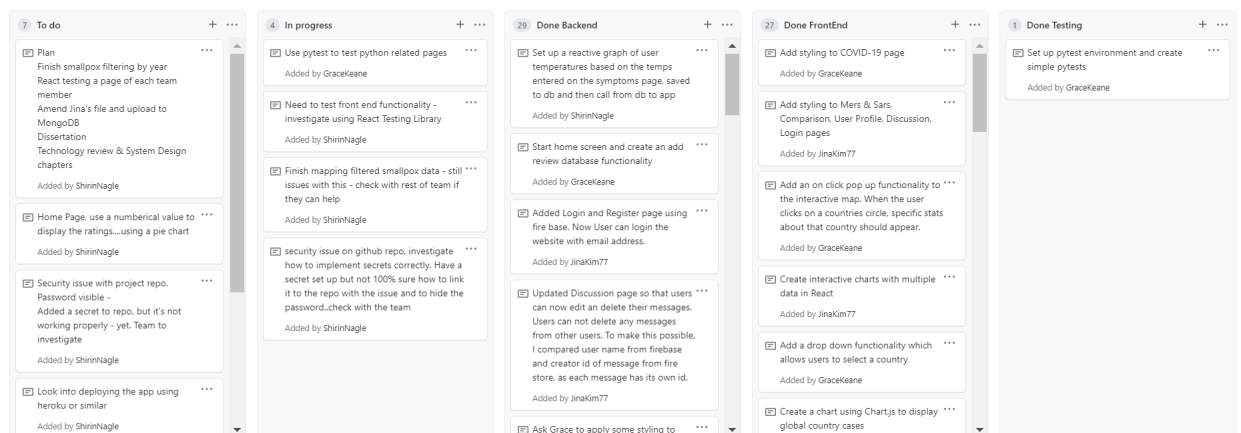 7 To do
Plan
Finish smallpox filtering by year
React testing a page of each team
member
Amend Jina's file and upload to
MongoDB
Dissertation
Technology review & System Design
chapters
Added by ShirinNagle
Home Page, use a numberical value to
display the ratings....using a pie chart
Added by ShirinNagle
Security issue with project repo.
Password visible -
Added a secret to repo, but it's not
working properly - yet. Team to
investigate
Added by ShirinNagle
Look into deploying the app using
heroku or similar
Added by ShirinNagle
4 In progress
Use pytest to test python related pages
Added by GraceKeane
Need to test front end functionality -
investigate using React Testing Library
Added by ShirinNagle
Finish mapping filtered smallpox data - still
issues with this - check with rest of team if
they can help
Added by ShirinNagle
security issue on github repo, investigate
how to implement secrets correctly. Have a
secret set up but not 100% sure how to link
it to the repo with the issue and to hide the
password..check with the team
Added by ShirinNagle
29 Done Backend
Set up a reactive graph of user
temperatures based on the temps
entered on the symptoms page, saved
to db and then call from db to app
Added by ShirinNagle
Start home screen and create an add
review database functionality
Added by GraceKeane
Added Login and Register page using
fire base. Now User can login the
website with email address.
Added by JinaKim77
Updated Discussion page so that users
can now edit an delete their messages.
Users can not delete any messages
from other users. To make this possible,
I compared user name from firebase
and creator id of message from fire
store, as each message has its own id.
Added by JinaKim77
Ask Grace to apply some styling to
27 Done FrontEnd
Add styling to COVID-19 page
Added by GraceKeane
Add styling to Mers & Sars,
Comparison, User Profile, Discussion,
Login pages
Added by JinaKim77
Add an on click pop up functionality to
the interactive map. When the user
clicks on a countries circle, specific stats
about that country should appear.
Added by GraceKeane
Create interactive charts with multiple
data in React
Added by JinaKim77
Add a drop down functionality which
allows users to select a country
Added by GraceKeane
Create a chart using Chart.js to display
global country cases
1 Done Testing
Set up pytest environment and create
simple pytests
Added by GraceKeane